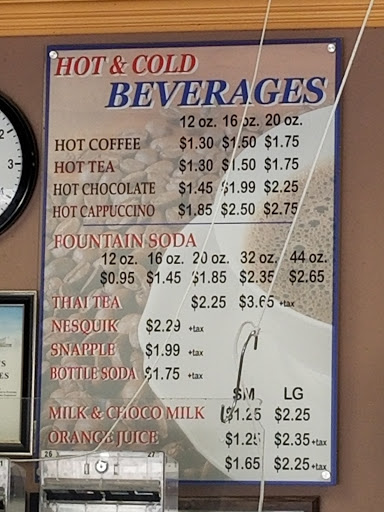 HOT & COLD
BEVERAGES
12 oz. 16 oz. 20 oz.
HOT COFFEE $1.30 $1.50 $1.75
HOT TEA $1.30 $1.50 $1.75
HOT CHOCOLATE $1.45 $1.99 $2.25
HOT CAPPUCCINO $1.85 $2.50 $2.75
FOUNTAIN SODA
12 oz. 16 oz. 20 oz. 32 oz. 44 oz.
$0.95 $1.45 $1.85 $2.35 $2.65
THAI TEA $2.25 $3.65 +tax
NESQUIK $2.29 +tax
SNAPPLE $1.99 +tax
BOTTLE SODA $1.75 +tax
SM LG
MILK & CHOCO MILK $1.25 $2.25
ORANGE JUICE $1.25 $2.35 +tax
$1.65 $2.25 +tax
2
3
26 27